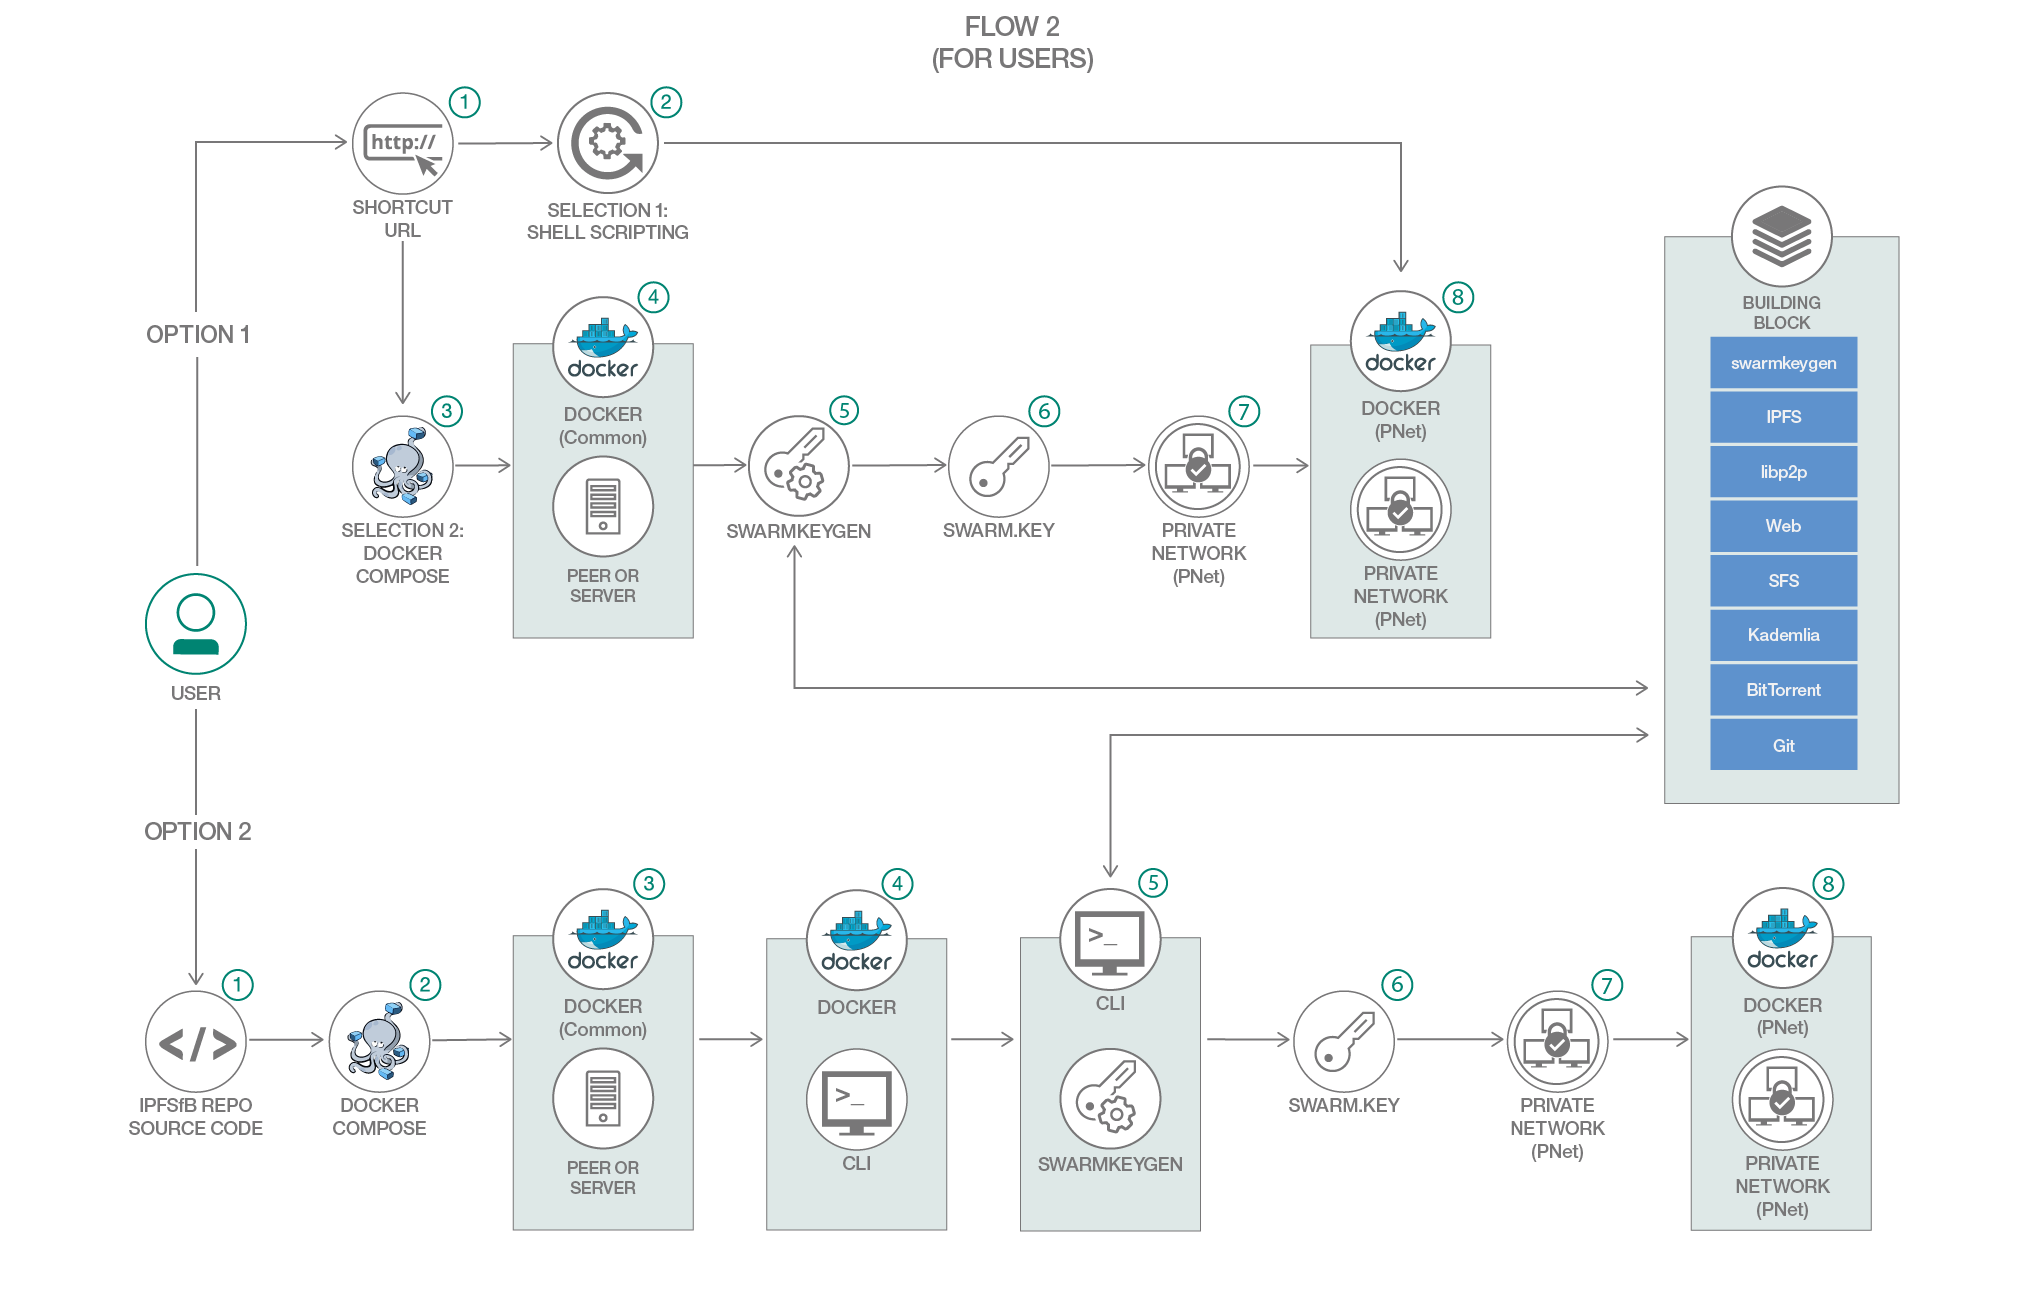 FLOW 2
(FOR USERS)
1
2
http://
SHORTCUT
URL
SELECTION 1:
SHELL SCRIPTING
OPTION 1
3
SELECTION 2:
DOCKER
COMPOSE
4
docker
DOCKER
(Common)
PEER OR
SERVER
5
SWARMKEYGEN
6
SWARM.KEY
7
PRIVATE
NETWORK
(PNet)
8
docker
DOCKER
(PNet)
PRIVATE
NETWORK
(PNet)
BUILDING
BLOCK
swarmkeygen
IPFS
libp2p
Web
SFS
Kademlia
BitTorrent
Git
USER
OPTION 2
1
</>
IPFSfB REPO
SOURCE CODE
2
DOCKER
COMPOSE
3
docker
DOCKER
(Common)
PEER OR
SERVER
4
docker
DOCKER
>_
CLI
5
>_
CLI
SWARMKEYGEN
6
SWARM.KEY
7
PRIVATE
NETWORK
(PNet)
8
docker
DOCKER
(PNet)
PRIVATE
NETWORK
(PNet)